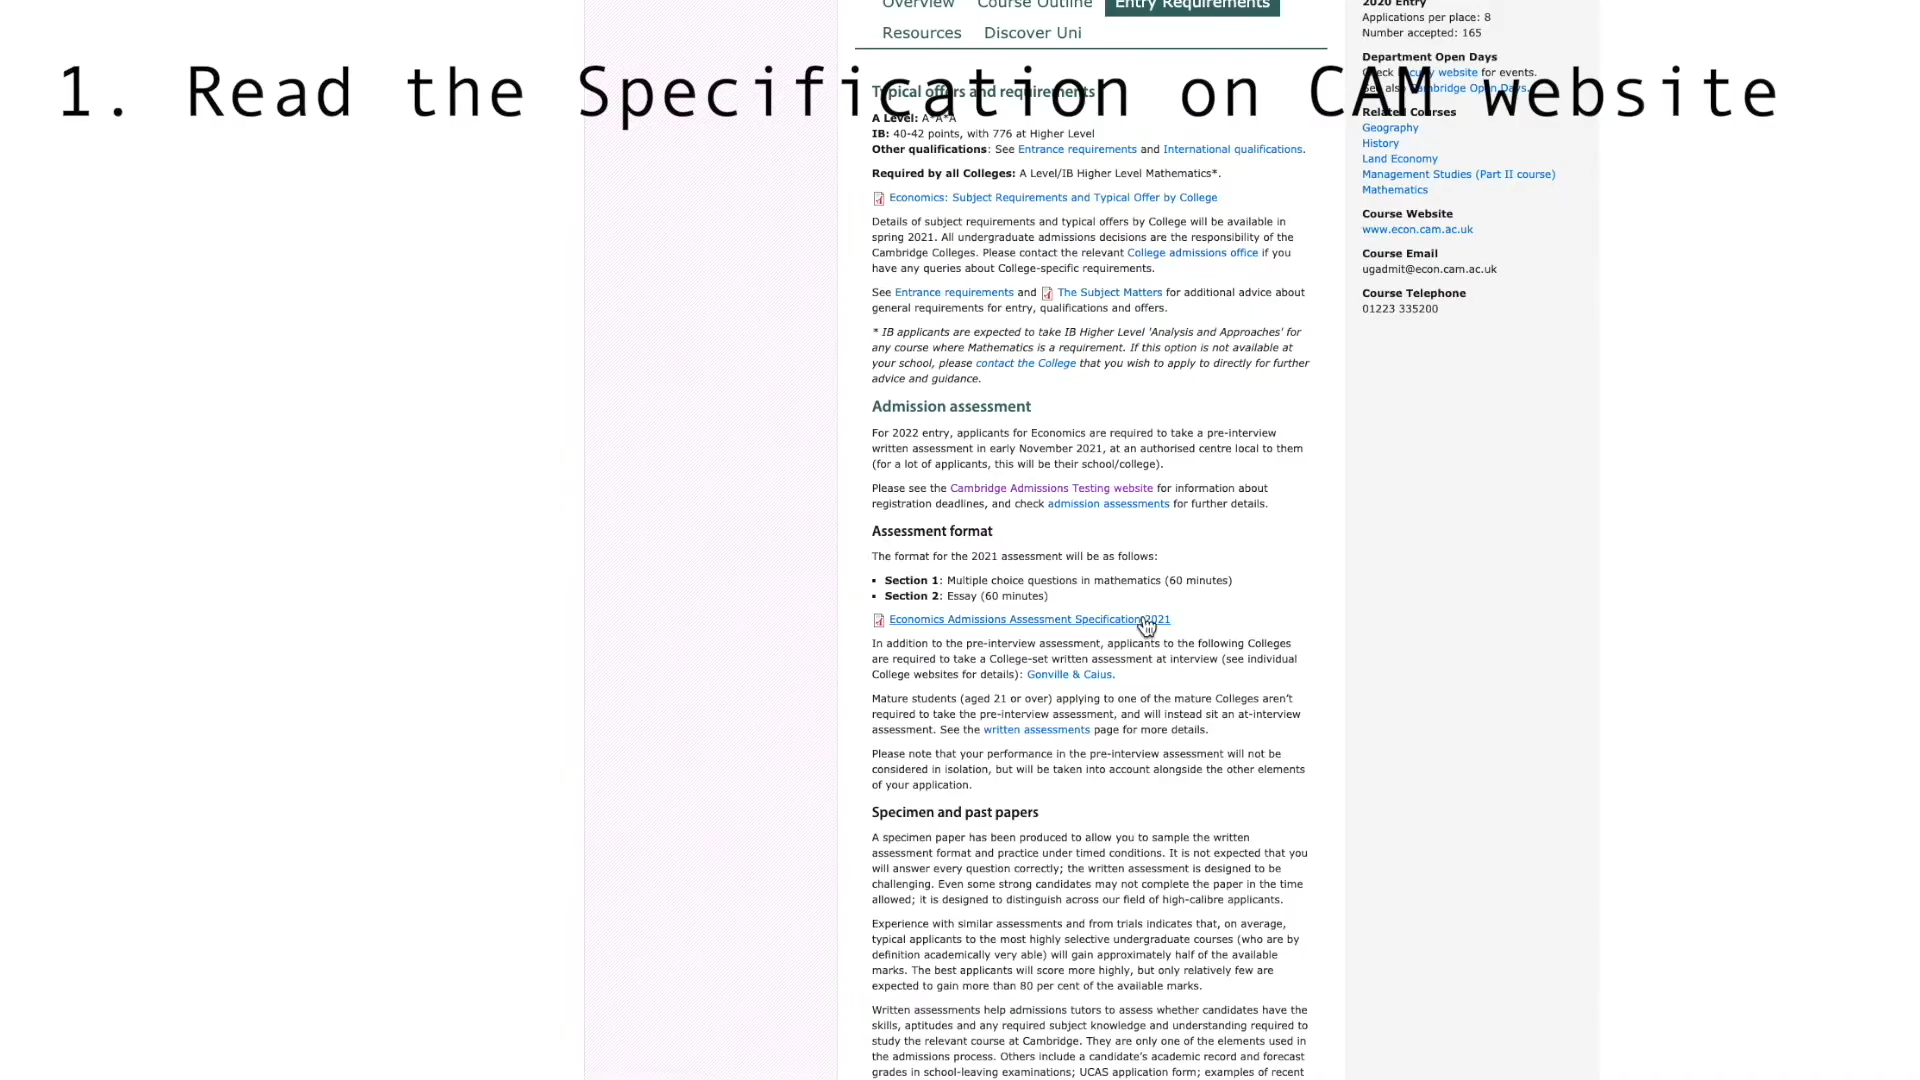 Overview Course Outline Entry Requirements
Resources Discover Uni
1. Read the Specification on CAM website
Typical offers and requirements
A Level: A*A*A
IB: 40-42 points, with 776 at Higher Level
Other qualifications: See Entrance requirements and International qualifications.
Required by all Colleges: A Level/IB Higher Level Mathematics*.
Economics: Subject Requirements and Typical Offer by College
Details of subject requirements and typical offers by College will be available in
spring 2021. All undergraduate admissions decisions are the responsibility of the
Cambridge Colleges. Please contact the relevant College admissions office if you
have any queries about College-specific requirements.
See Entrance requirements and The Subject Matters for additional advice about
general requirements for entry, qualifications and offers.
* IB applicants are expected to take IB Higher Level 'Analysis and Approaches' for
any course where Mathematics is a requirement. If this option is not available at
your school, please contact the College that you wish to apply to directly for further
advice and guidance.
Admission assessment
For 2022 entry, applicants for Economics are required to take a pre-interview
written assessment in early November 2021, at an authorised centre local to them
(for a lot of applicants, this will be their school/college).
Please see the Cambridge Admissions Testing website for information about
registration deadlines, and check admission assessments for further details.
Assessment format
The format for the 2021 assessment will be as follows:
▪ Section 1: Multiple choice questions in mathematics (60 minutes)
▪ Section 2: Essay (60 minutes)
Economics Admissions Assessment Specification 2021
In addition to the pre-interview assessment, applicants to the following Colleges
are required to take a College-set written assessment at interview (see individual
College websites for details): Gonville & Caius.
Mature students (aged 21 or over) applying to one of the mature Colleges aren't
required to take the pre-interview assessment, and will instead sit an at-interview
assessment. See the written assessments page for more details.
Please note that your performance in the pre-interview assessment will not be
considered in isolation, but will be taken into account alongside the other elements
of your application.
Specimen and past papers
A specimen paper has been produced to allow you to sample the written
assessment format and practice under timed conditions. It is not expected that you
will answer every question correctly; the written assessment is designed to be
challenging. Even some strong candidates may not complete the paper in the time
allowed; it is designed to distinguish across our field of high-calibre applicants.
Experience with similar assessments and from trials indicates that, on average,
typical applicants to the most highly selective undergraduate courses (who are by
definition academically very able) will gain approximately half of the available
marks. The best applicants will score more highly, but only relatively few are
expected to gain more than 80 per cent of the available marks.
Written assessments help admissions tutors to assess whether candidates have the
skills, aptitudes and any required subject knowledge and understanding required to
study the relevant course at Cambridge. They are only one of the elements used in
the admissions process. Others include a candidate's academic record and forecast
grades in school-leaving examinations; UCAS application form; examples of recent
2020 Entry
Applications per place: 8
Number accepted: 165
Department Open Days
Check faculty website for events.
See also Cambridge Open Days.
Related Courses
Geography
History
Land Economy
Management Studies (Part II course)
Mathematics
Course Website
www.econ.cam.ac.uk
Course Email
ugadmit@econ.cam.ac.uk
Course Telephone
01223 335200